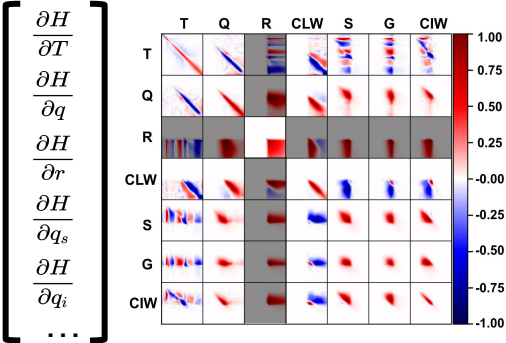 ∂H
∂T
∂H
∂q
∂H
∂r
∂H
∂q_s
∂H
∂q_i
...
T Q R CLW S G CIW
T
Q
R
CLW
S
G
CIW
1.00
0.75
0.50
0.25
-0.00
-0.25
-0.50
-0.75
-1.00